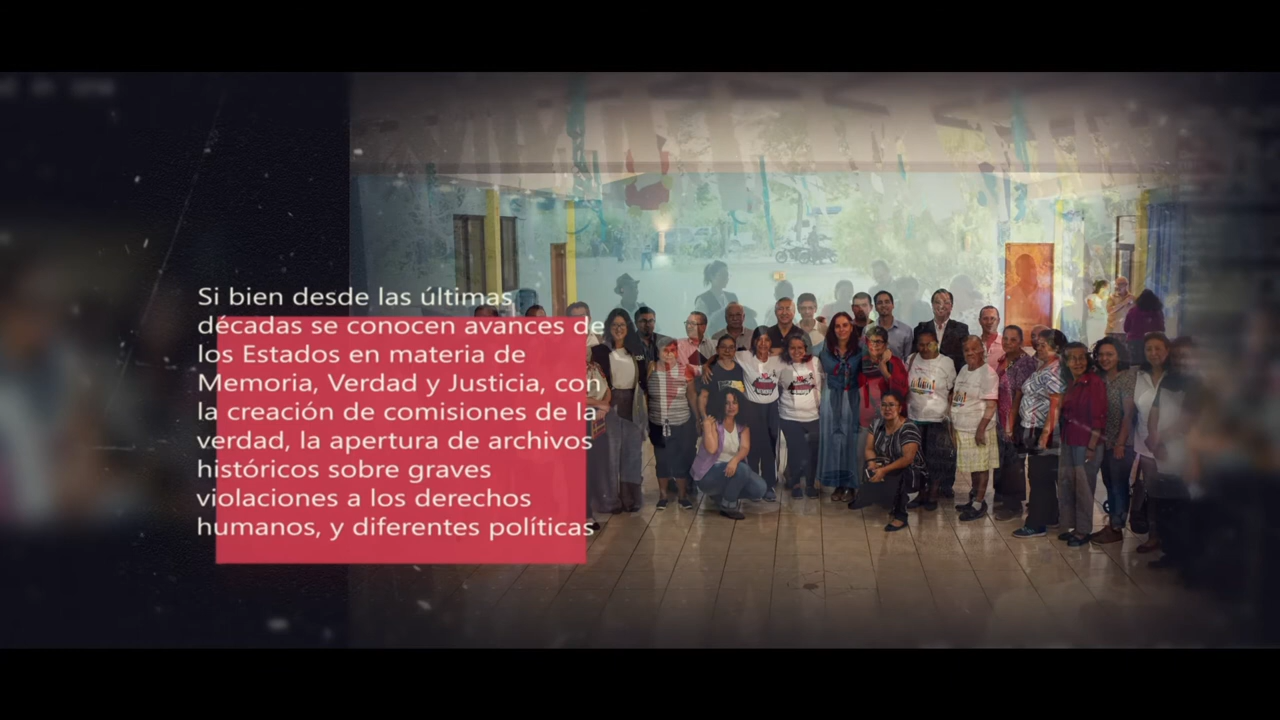 Si bien desde las últimas
décadas se conocen avances de
los Estados en materia de
Memoria, Verdad y Justicia, con
la creación de comisiones de la
verdad, la apertura de archivos
históricos sobre graves
violaciones a los derechos
humanos, y diferentes políticas